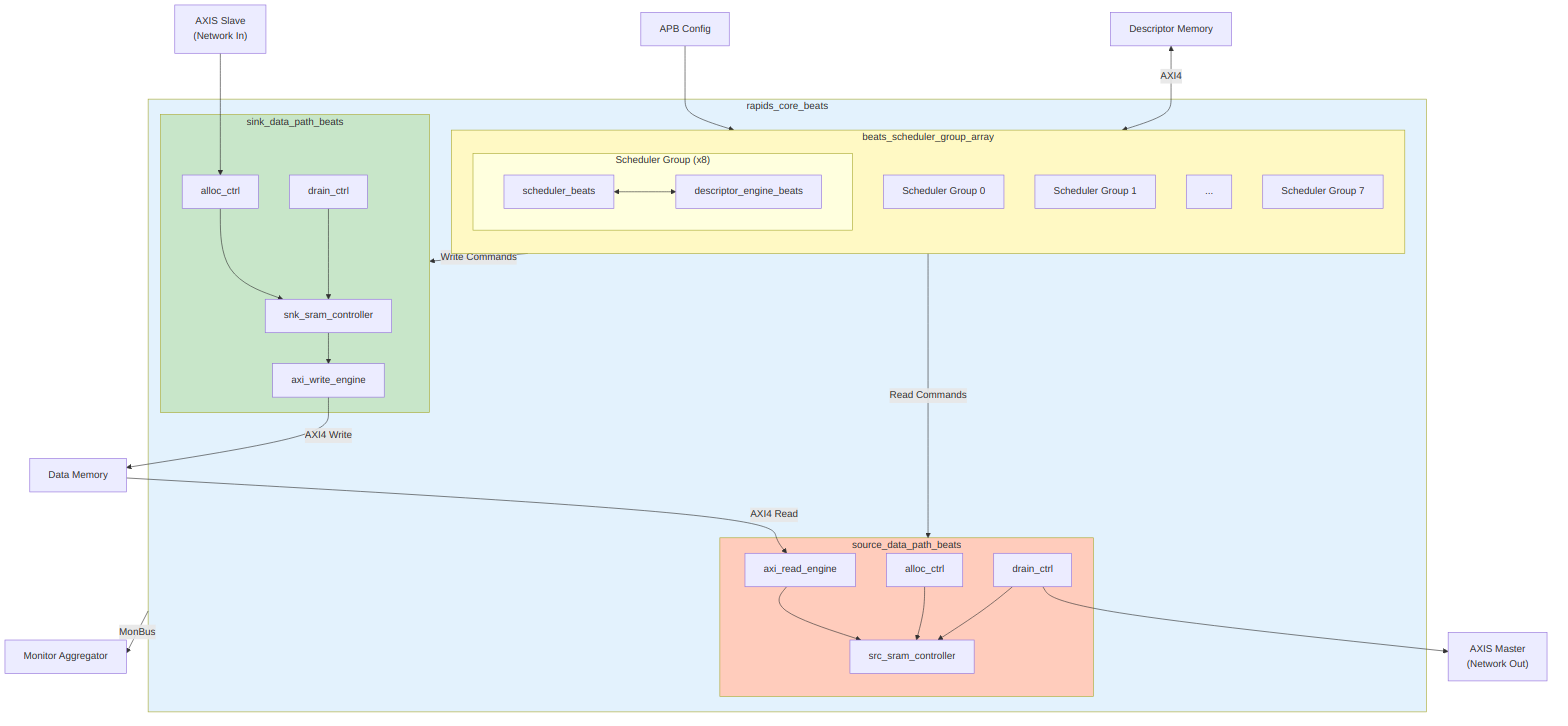 AXIS Slave
(Network In)
APB Config
Descriptor Memory
AXI4
rapids_core_beats
sink_data_path_beats
beats_scheduler_group_array
Scheduler Group (x8)
alloc_ctrl
drain_ctrl
scheduler_beats
descriptor_engine_beats
Scheduler Group 0
Scheduler Group 1
...
Scheduler Group 7
Write Commands
snk_sram_controller
axi_write_engine
Read Commands
AXI4 Write
Data Memory
AXI4 Read
source_data_path_beats
axi_read_engine
alloc_ctrl
drain_ctrl
MonBus
Monitor Aggregator
src_sram_controller
AXIS Master
(Network Out)